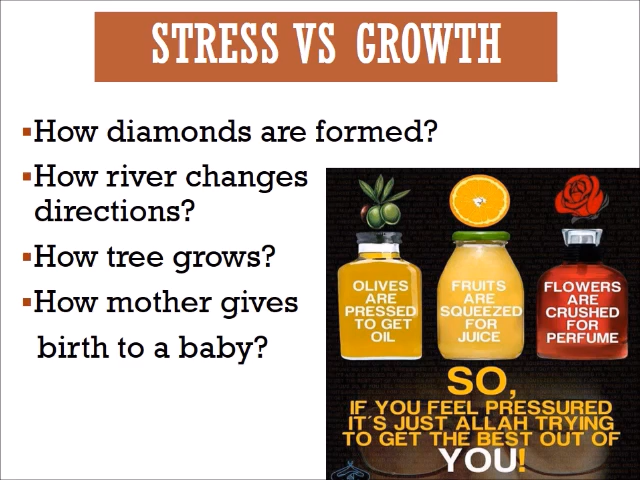 STRESS VS GROWTH
▪How diamonds are formed?
▪How river changes
directions?
▪How tree grows?
▪How mother gives
birth to a baby?
OLIVES
ARE
PRESSED
TO GET
OIL
FRUITS
ARE
SQUEEZED
FOR
JUICE
FLOWERS
ARE
CRUSHED
FOR
PERFUME
SO,
IF YOU FEEL PRESSURED
IT´S JUST ALLAH TRYING
TO GET THE BEST OUT OF
YOU!